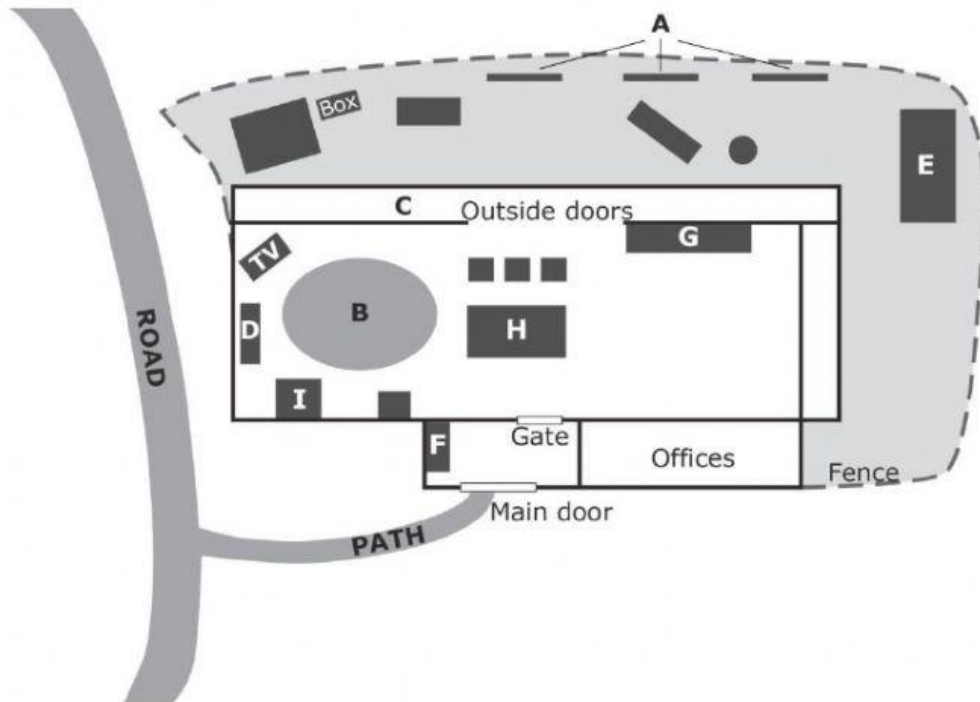 A
Box
E
C
Outside doors
G
TV
B
D
H
ROAD
I
F
Gate
Offices
Fence
Main door
PATH